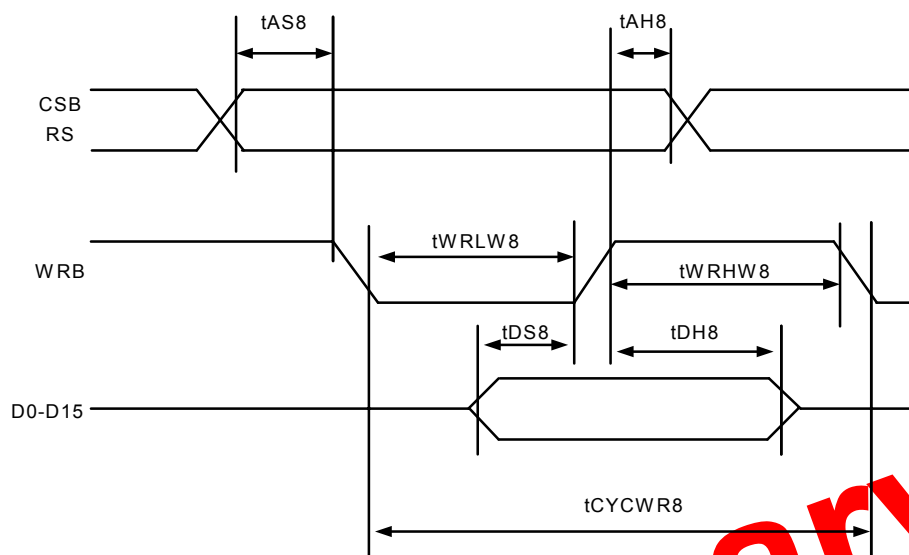 tAS8 tAH8
CSB
RS
WRB
tWRLW8
tWRHW8
tDS8 tDH8
D0-D15
tCYCWR8